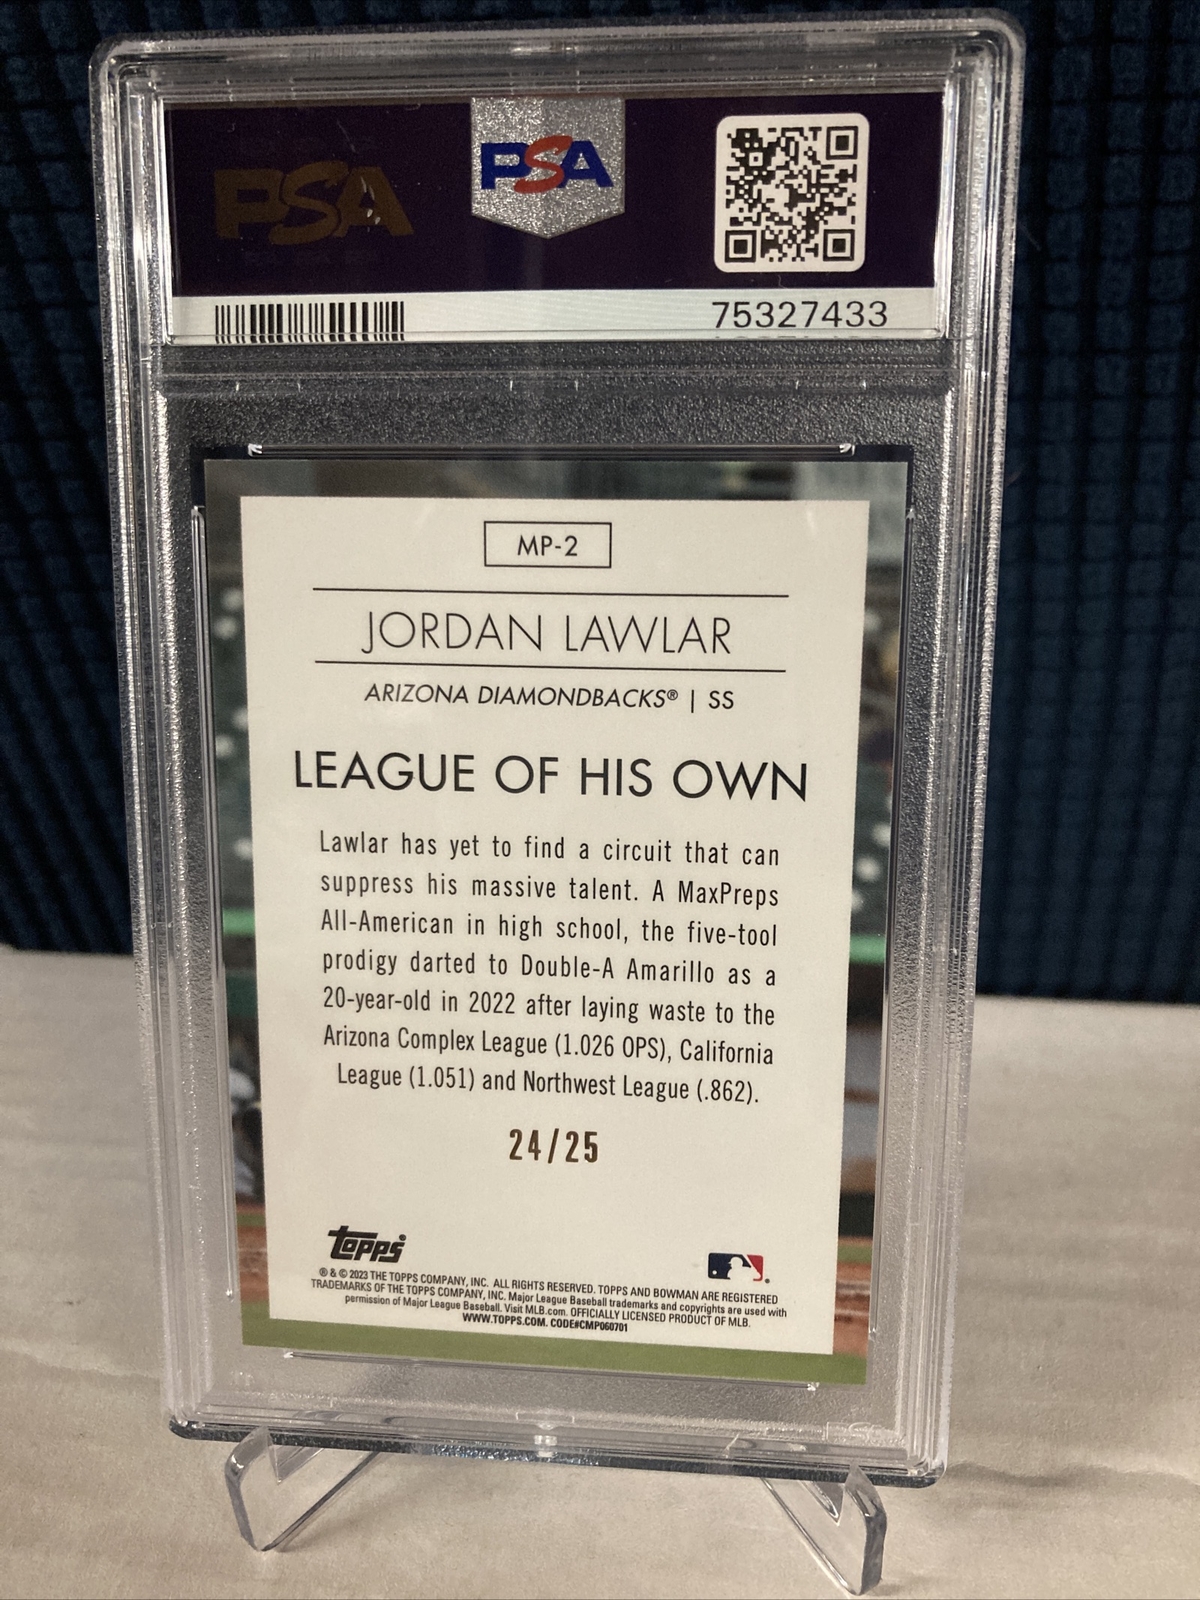 PSA
PSA
75327433
MP-2
JORDAN LAWLAR
ARIZONA DIAMONDBACKS® | SS
LEAGUE OF HIS OWN
Lawlar has yet to find a circuit that can
suppress his massive talent. A MaxPreps
All-American in high school, the five-tool
prodigy darted to Double-A Amarillo as a
20-year-old in 2022 after laying waste to the
Arizona Complex League (1.026 OPS), California
League (1.051) and Northwest League (.862).
24/25
topps
® & © 2023 THE TOPPS COMPANY, INC. ALL RIGHTS RESERVED. TOPPS AND BOWMAN ARE REGISTERED
TRADEMARKS OF THE TOPPS COMPANY, INC. Major League Baseball trademarks and copyrights are used with
permission of Major League Baseball. Visit MLB.com. OFFICIALLY LICENSED PRODUCT OF MLB.
WWW.TOPPS.COM. CODE#CMP060701